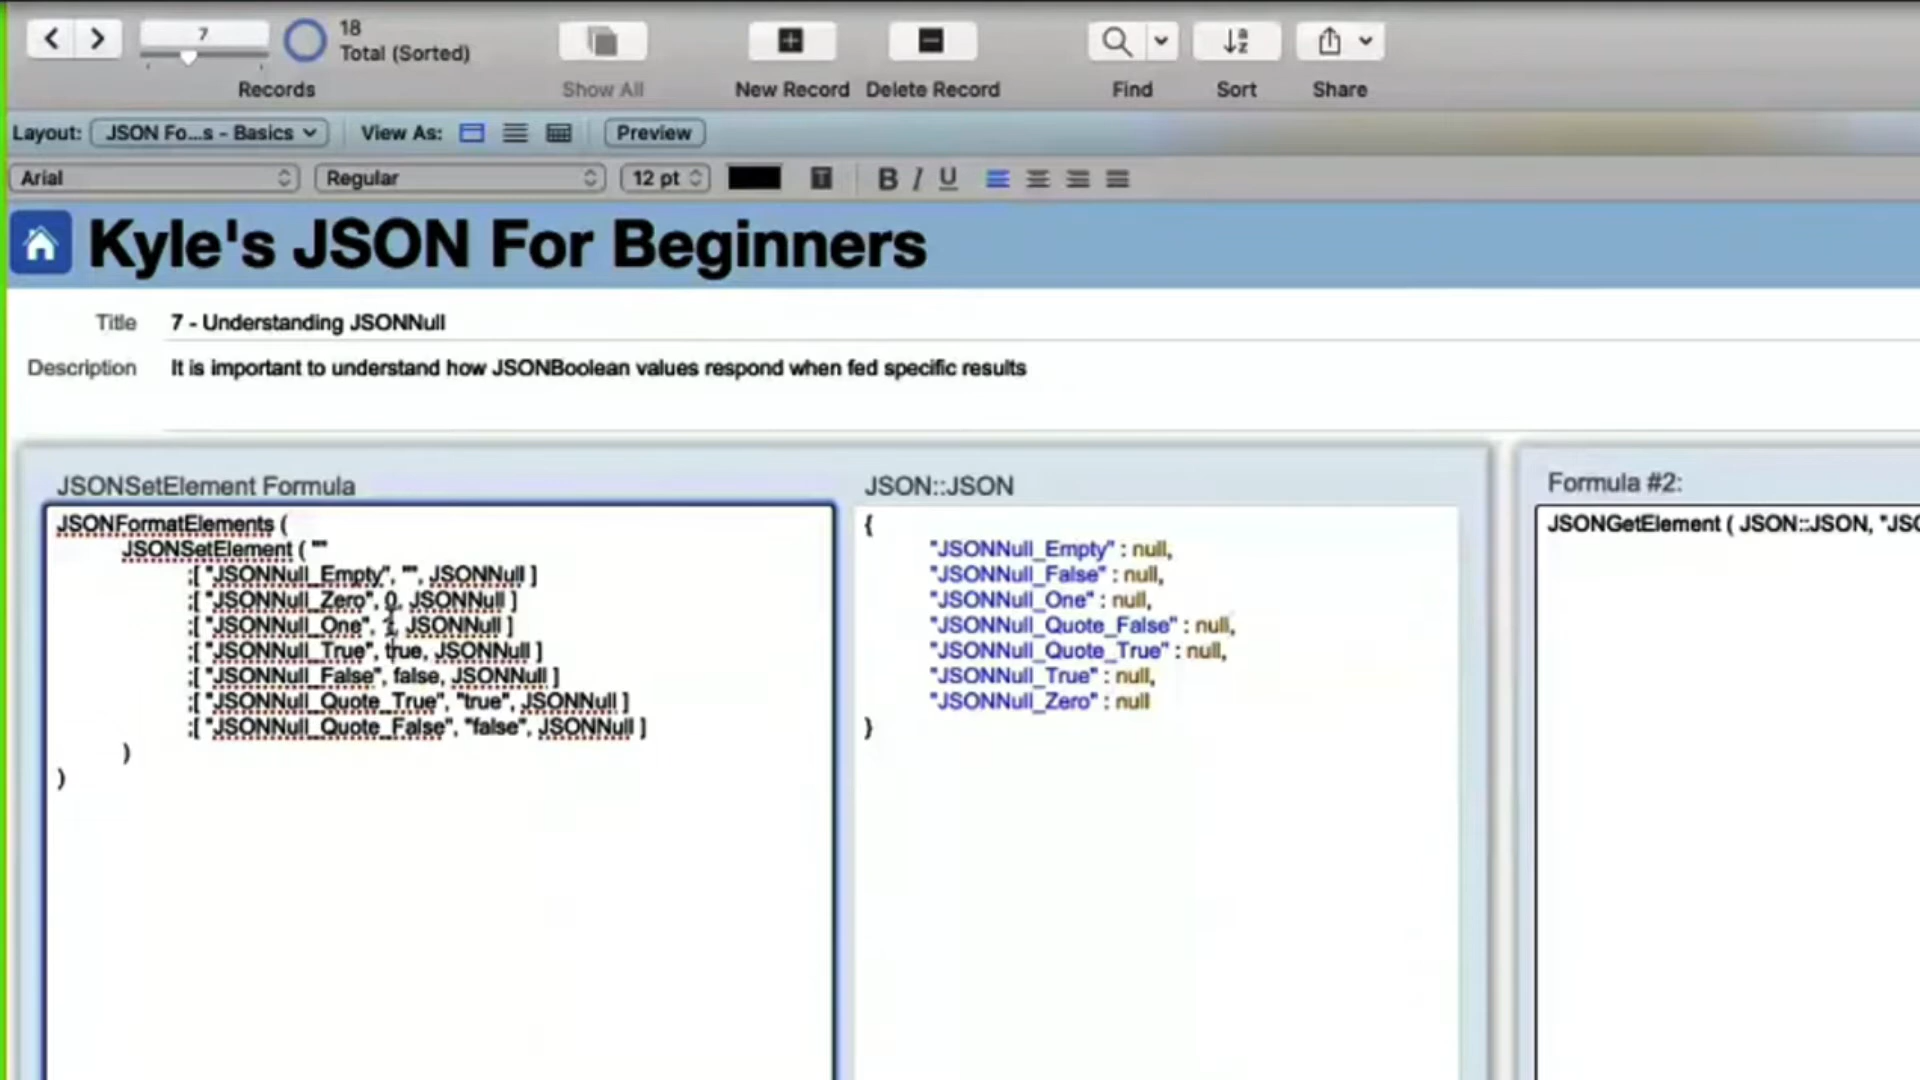 7
18
Total (Sorted)
Records
Show All
New Record
Delete Record
Find
Sort
Share
Layout: JSON Fo...s - Basics View As: Preview
Arial Regular 12 pt B I U
Kyle's JSON For Beginners
Title 7 - Understanding JSONNull
Description It is important to understand how JSONBoolean values respond when fed specific results
JSONSetElement Formula
JSONFormatElements (
JSONSetElement ( ""
;[ "JSONNull_Empty", "", JSONNull ]
;[ "JSONNull_Zero", 0, JSONNull ]
;[ "JSONNull_One", 1, JSONNull ]
;[ "JSONNull_True", true, JSONNull ]
;[ "JSONNull_False", false, JSONNull ]
;[ "JSONNull_Quote_True", "true", JSONNull ]
;[ "JSONNull_Quote_False", "false", JSONNull ]
)
)
JSON::JSON
{
"JSONNull_Empty" : null,
"JSONNull_False" : null,
"JSONNull_One" : null,
"JSONNull_Quote_False" : null,
"JSONNull_Quote_True" : null,
"JSONNull_True" : null,
"JSONNull_Zero" : null
}
Formula #2:
JSONGetElement ( JSON::JSON, "JSO